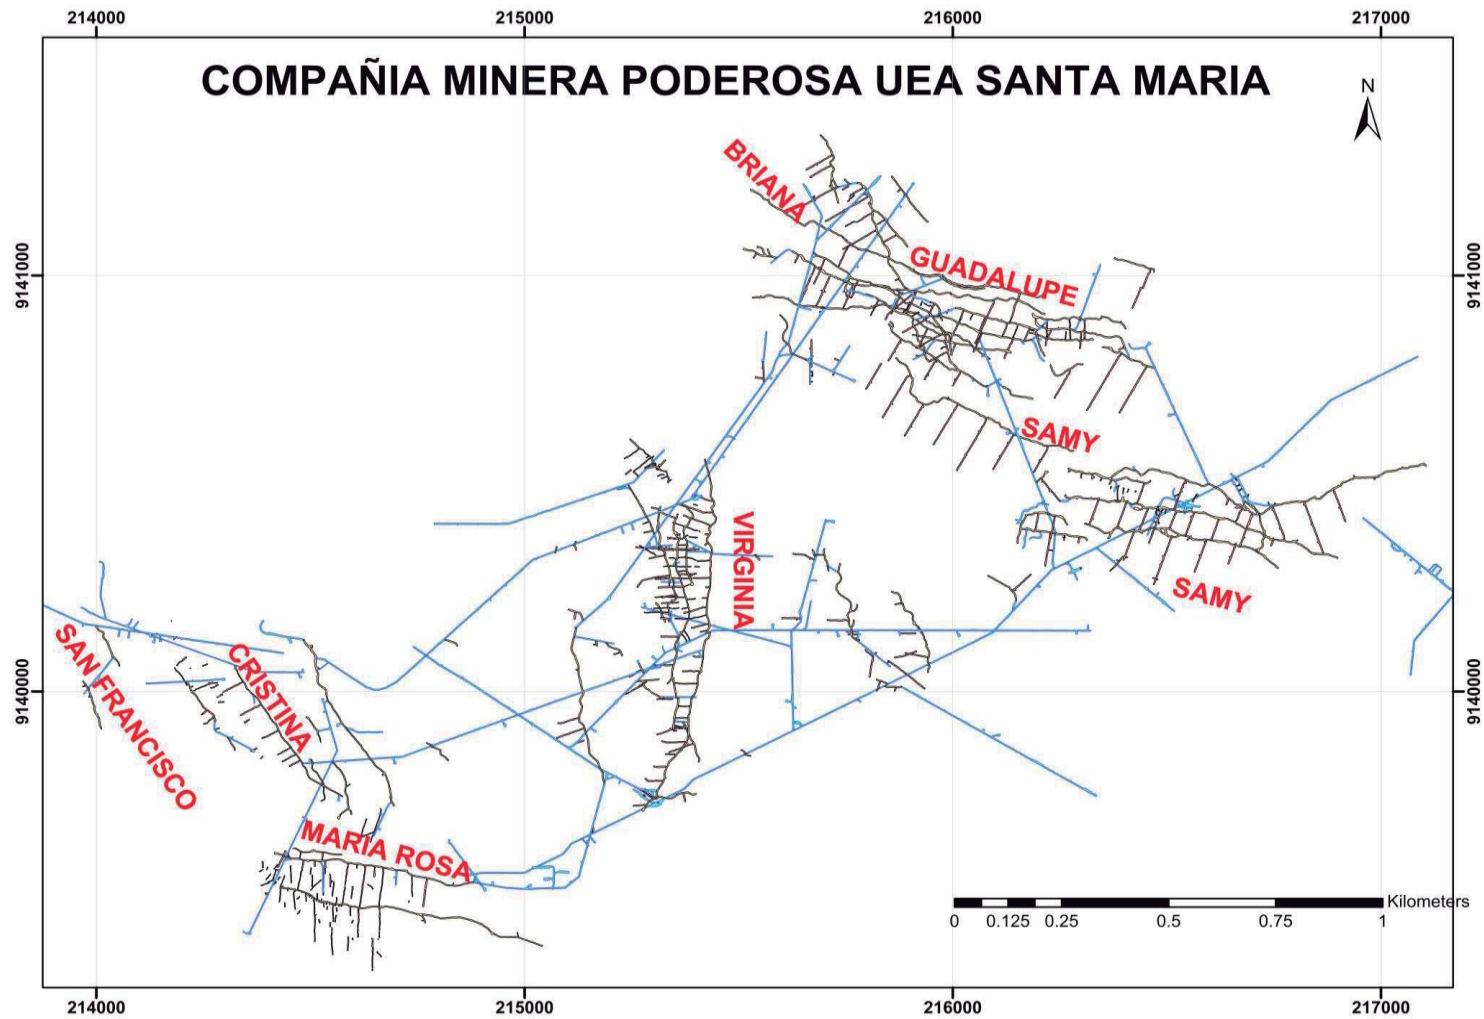 214000 215000 216000 217000
COMPAÑIA MINERA PODEROSA UEA SANTA MARIA
N
BRIANA
GUADALUPE
9141000 9141000
SAMY
VIRGINIA
SAMY
SAN FRANCISCO
CRISTINA
9140000 9140000
MARIA ROSA
Kilometers
0 0.125 0.25 0.5 0.75 1
214000 215000 216000 217000